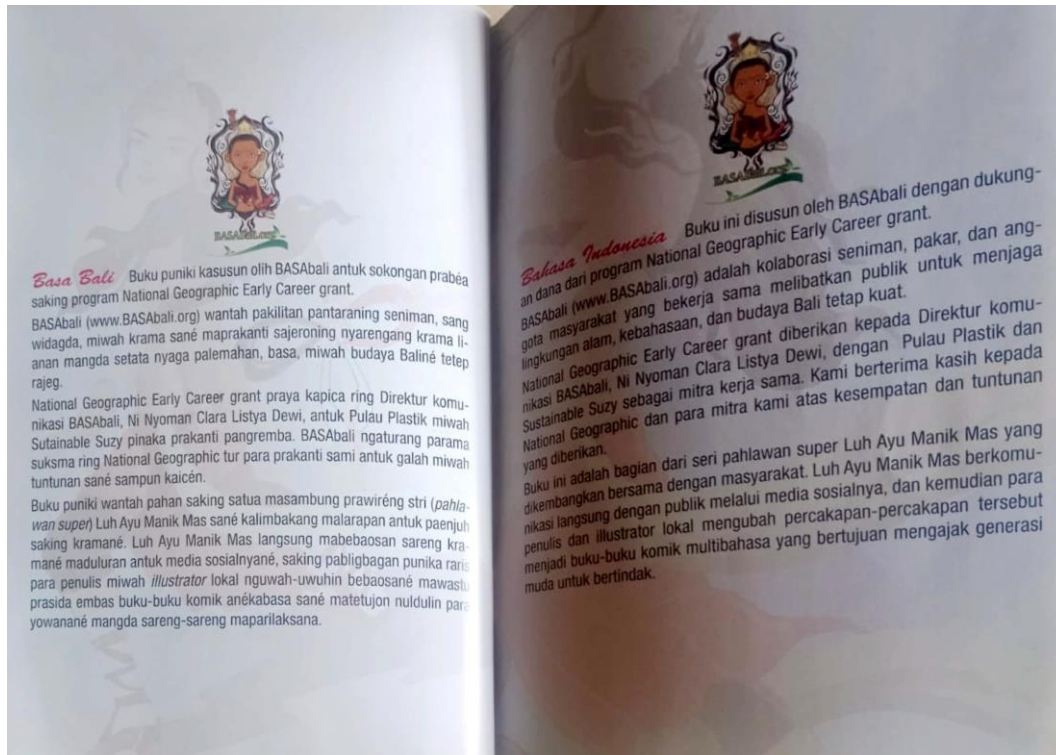 BASAbali.org
Basa Bali Buku puniki kasusun olih BASAbali antuk sokongan prabéa
saking program National Geographic Early Career grant.
BASAbali (www.BASAbali.org) wantah pakilitan pantaraning seniman, sang
widagda, miwah krama sané maprakanti sajeroning nyarengang krama li-
anan mangda setata nyaga palemahan, basa, miwah budaya Baliné tetep
rajeg.
National Geographic Early Career grant praya kapica ring Direktur komu-
nikasi BASAbali, Ni Nyoman Clara Listya Dewi, antuk Pulau Plastik miwah
Sutainable Suzy pinaka prakanti pangremba. BASAbali ngaturang parama
suksma ring National Geographic tur para prakanti sami antuk galah miwah
tuntunan sané sampun kaicén.
Buku puniki wantah pahan saking satua masambung prawiréng stri (pahla-
wan super) Luh Ayu Manik Mas sané kalimbakang malarapan antuk paenjuh
saking kramané. Luh Ayu Manik Mas langsung mabebaosan sareng kra-
mané maduluran antuk media sosialnyané, saking pabligbagan punika raris
para penulis miwah illustrator lokal nguwah-uwuhin bebaosané mawastu
prasida embas buku-buku komik anékabasa sané matetujon nuldulin para
yowanané mangda sareng-sareng maparilaksana.
BASAbali.org
Bahasa Indonesia Buku ini disusun oleh BASAbali dengan dukung-
an dana dari program National Geographic Early Career grant.
BASAbali (www.BASAbali.org) adalah kolaborasi seniman, pakar, dan ang-
gota masyarakat yang bekerja sama melibatkan publik untuk menjaga
lingkungan alam, kebahasaan, dan budaya Bali tetap kuat.
National Geographic Early Career grant diberikan kepada Direktur komu-
nikasi BASAbali, Ni Nyoman Clara Listya Dewi, dengan Pulau Plastik dan
Sustainable Suzy sebagai mitra kerja sama. Kami berterima kasih kepada
National Geographic dan para mitra kami atas kesempatan dan tuntunan
yang diberikan.
Buku ini adalah bagian dari seri pahlawan super Luh Ayu Manik Mas yang
dikembangkan bersama dengan masyarakat. Luh Ayu Manik Mas berkomu-
nikasi langsung dengan publik melalui media sosialnya, dan kemudian para
penulis dan illustrator lokal mengubah percakapan-percakapan tersebut
menjadi buku-buku komik multibahasa yang bertujuan mengajak generasi
muda untuk bertindak.